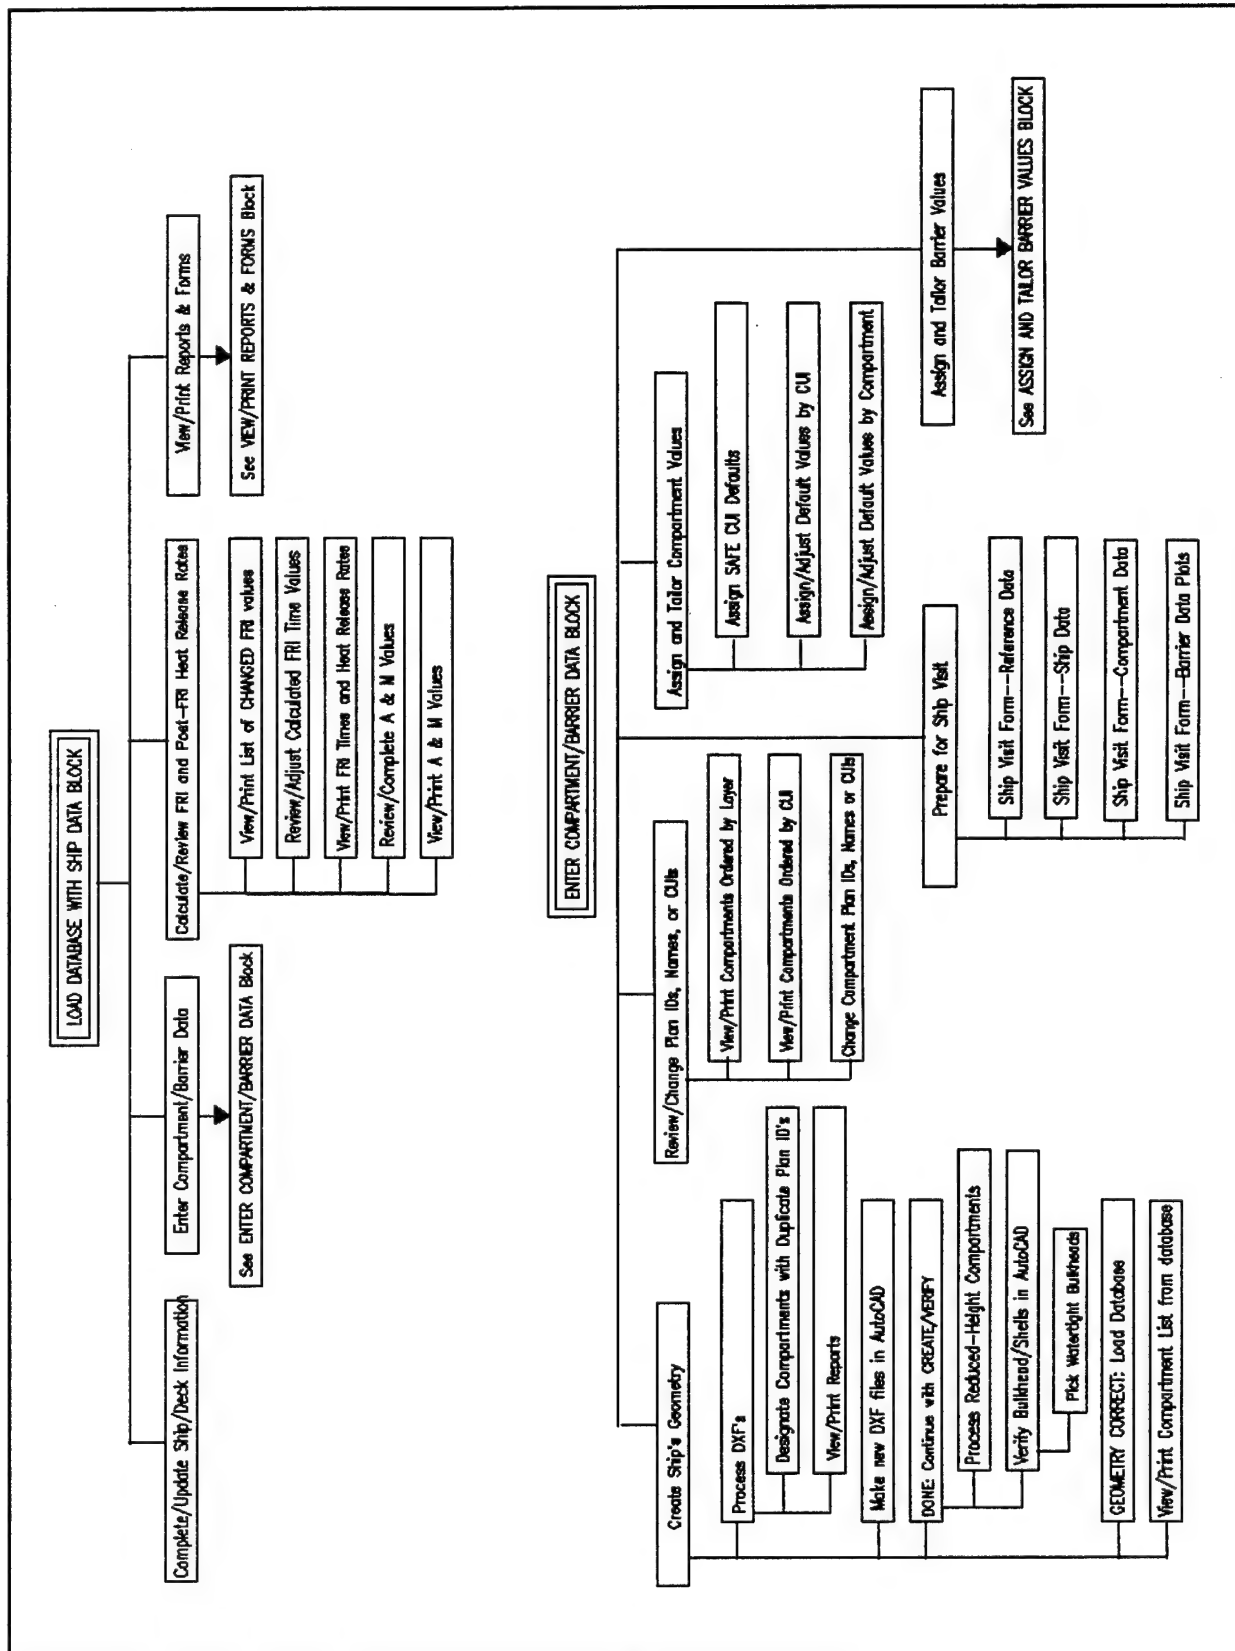 LOAD DATABASE WITH SHIP DATA BLOCK
Complete/Update Ship/Deck Information
Enter Compartment/Barrier Data
See ENTER COMPARTMENT/BARRIER DATA Block
Calculate/Review FRI and Post-FRI Heat Release Rates
View/Print List of CHANGED FRI values
Review/Adjust Calculated FRI Time Values
View/Print FRI Times and Heat Release Rates
Review/Complete A & M Values
View/Print A & M Values
View/Print Reports & Forms
See VIEW/PRINT REPORTS & FORMS Block
ENTER COMPARTMENT/BARRIER DATA BLOCK
Create Ship's Geometry
Process DXF's
Designate Compartments with Duplicate Plan ID's
View/Print Reports
Make new DXF files in AutoCAD
DONE: Continue with CREATE/VERIFY
Process Reduced-Height Compartments
Verify Bulkhead/Shells in AutoCAD
Pick Watertight Bulkheads
GEOMETRY CORRECT: Load Database
View/Print Compartment List from database
Review/Change Plan IDs, Names, or CUIs
View/Print Compartments Ordered by Layer
View/Print Compartments Ordered by CUI
Change Compartment Plan IDs, Names or CUIs
Prepare for Ship Visit
Ship Visit Form--Reference Data
Ship Visit Form--Ship Data
Ship Visit Form--Compartment Data
Ship Visit Form--Barrier Data Plots
Assign and Tailor Compartment Values
Assign SAFE CUI Defaults
Assign/Adjust Default Values by CUI
Assign/Adjust Default Values by Compartment
Assign and Tailor Barrier Values
See ASSIGN AND TAILOR BARRIER VALUES BLOCK